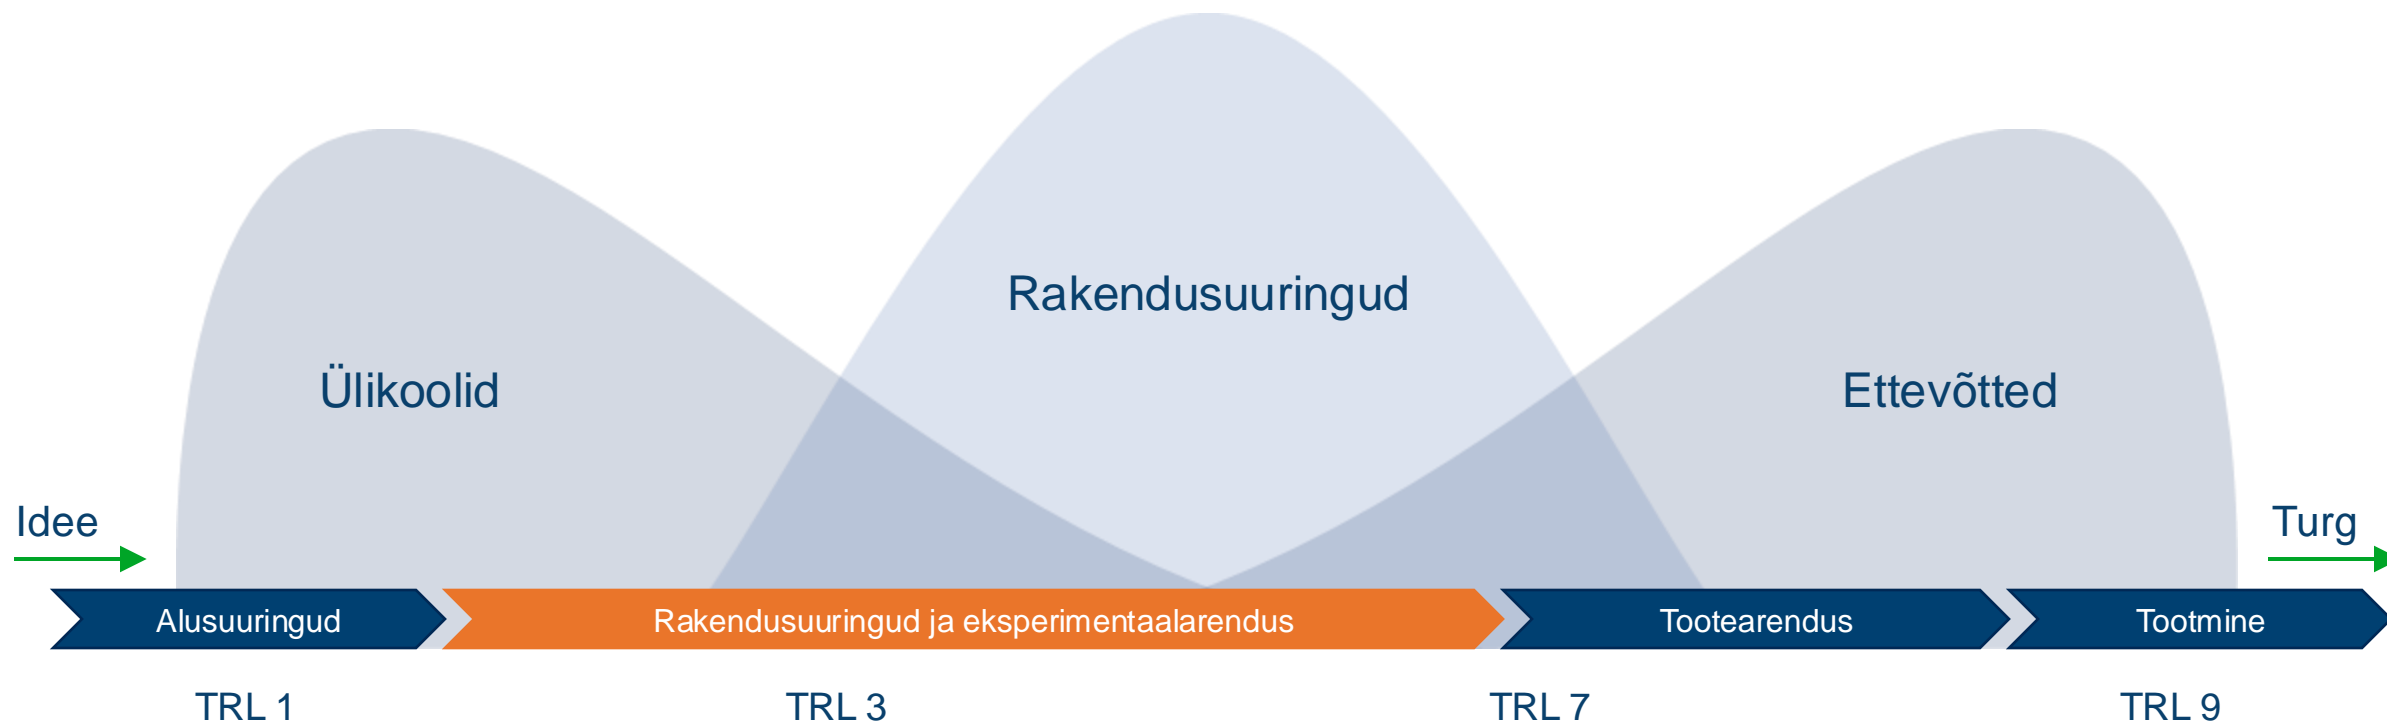 Rakendusuuringud
Ülikoolid
Ettevõtted
Idee
Turg
Alusuuringud
Rakendusuuringud ja eksperimentaalarendus
Tootearendus
Tootmine
TRL 1
TRL 3
TRL 7
TRL 9